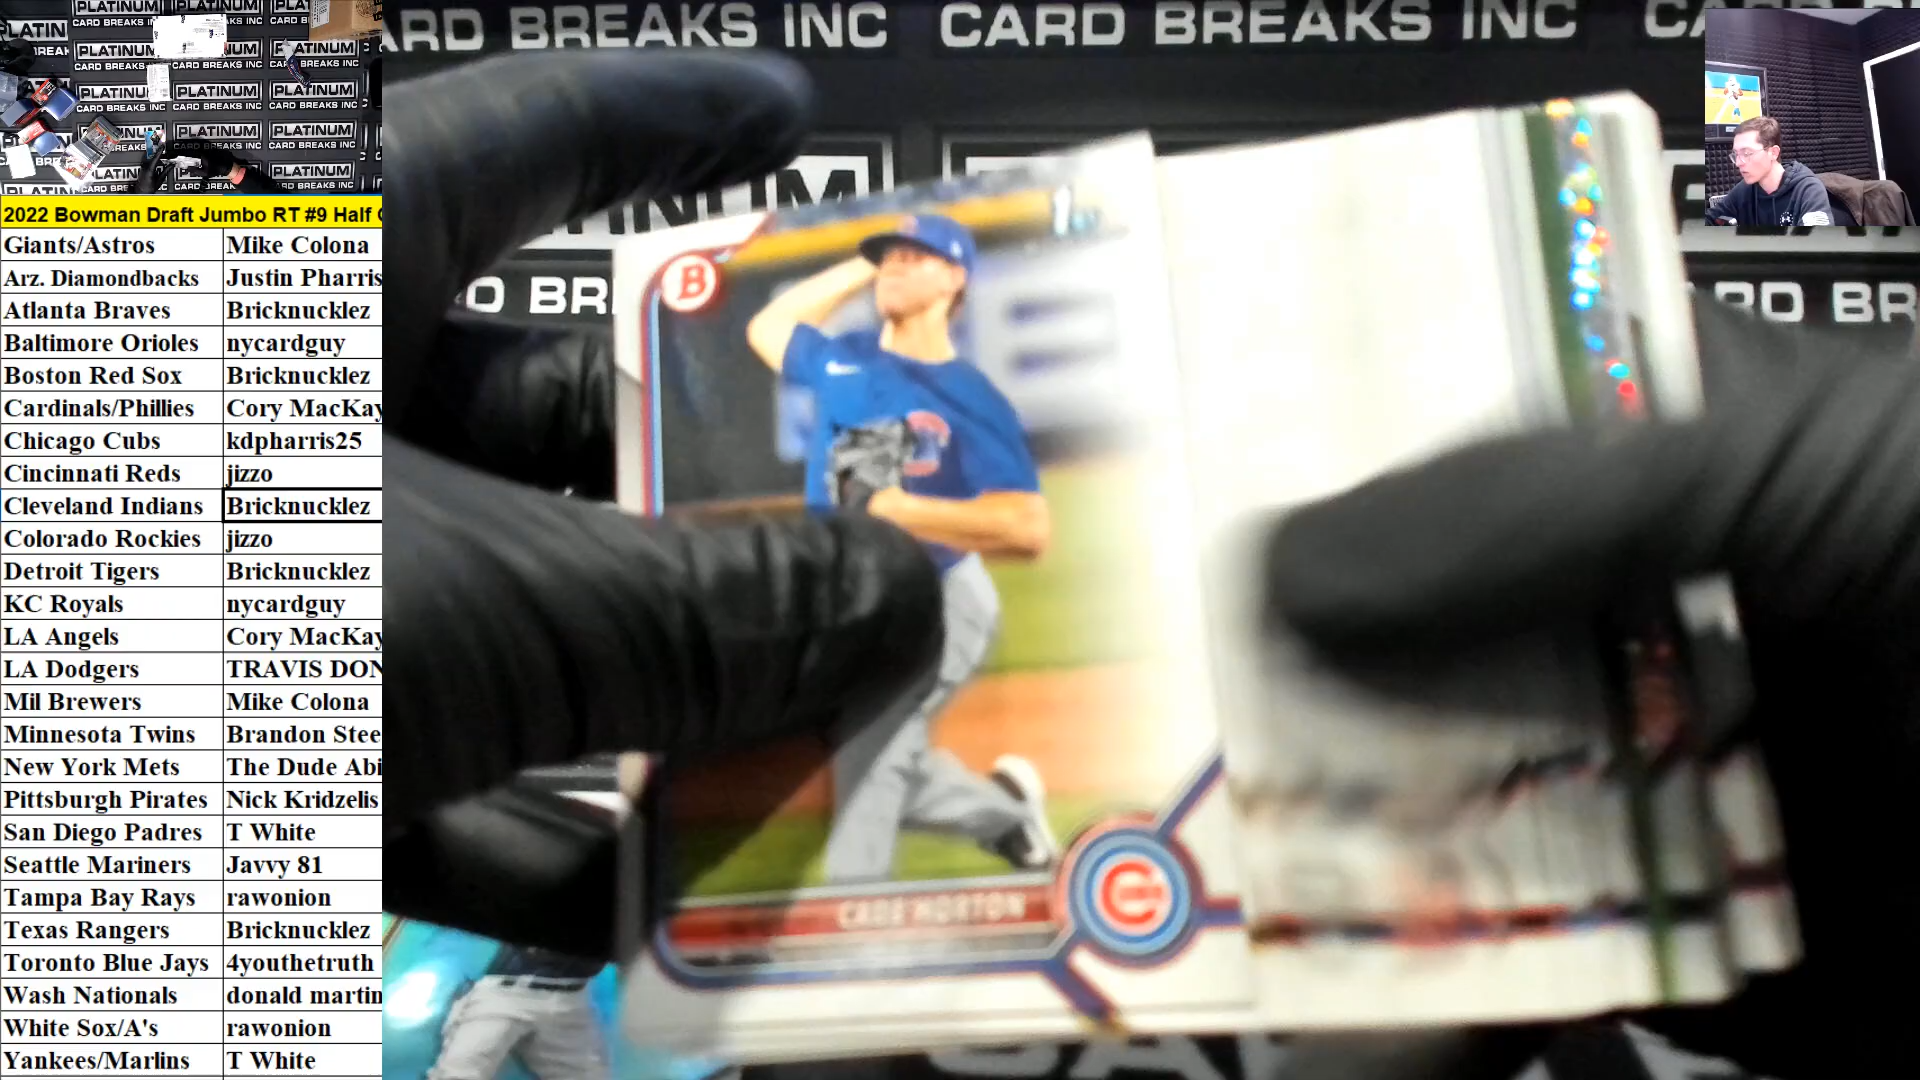 CARD BREAKS INC CARD BREAKS INC
PLATINUM
CARD BREAKS INC
2022 Bowman Draft Jumbo RT #9 Half
Giants/Astros Mike Colona
Arz. Diamondbacks Justin Pharris
Atlanta Braves Bricknucklez
Baltimore Orioles nycardguy
Boston Red Sox Bricknucklez
Cardinals/Phillies Cory MacKay
Chicago Cubs kdpharris25
Cincinnati Reds jizzo
Cleveland Indians Bricknucklez
Colorado Rockies jizzo
Detroit Tigers Bricknucklez
KC Royals nycardguy
LA Angels Cory MacKay
LA Dodgers TRAVIS DON
Mil Brewers Mike Colona
Minnesota Twins Brandon Stee
New York Mets The Dude Abi
Pittsburgh Pirates Nick Kridzelis
San Diego Padres T White
Seattle Mariners Javvy 81
Tampa Bay Rays rawonion
Texas Rangers Bricknucklez
Toronto Blue Jays 4youthetruth
Wash Nationals donald martin
White Sox/A's rawonion
Yankees/Marlins T White
B
1st
CADE HORTON